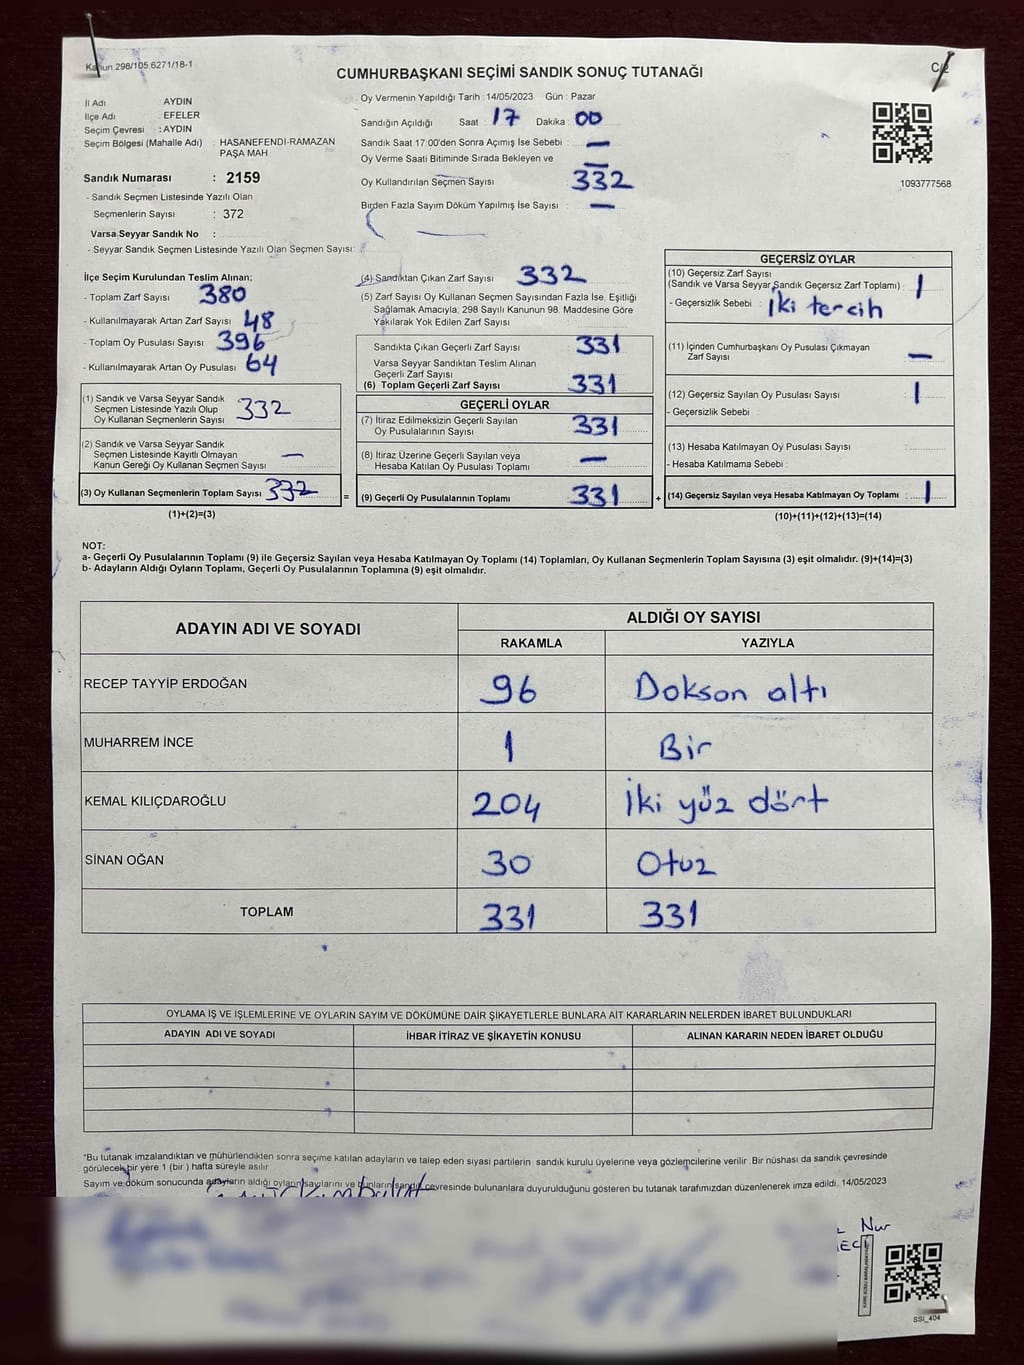 Kanun 298/105.6271/18-1
C/2
CUMHURBAŞKANI SEÇİMİ SANDIK SONUÇ TUTANAĞI
İl Adı AYDIN
İlçe Adı : EFELER
Seçim Çevresi : AYDIN
Seçim Bölgesi (Mahalle Adı) : HASANEFENDİ-RAMAZAN
PAŞA MAH
Sandık Numarası : 2159
- Sandık Seçmen Listesinde Yazılı Olan
Seçmenlerin Sayısı : 372
Varsa Seyyar Sandık No :
- Seyyar Sandık Seçmen Listesinde Yazılı Olan Seçmen Sayısı:
Oy Vermenin Yapıldığı Tarih : 14/05/2023 Gün : Pazar
Sandığın Açıldığı Saat : 17 Dakika : 00
Sandık Saat 17:00'den Sonra Açımış İse Sebebi : —
Oy Verme Saati Bitiminde Sırada Bekleyen ve —
Oy Kullandırılan Seçmen Sayısı : 332
Birden Fazla Sayım Döküm Yapılmış İse Sayısı : —
1093777568
İlçe Seçim Kurulundan Teslim Alınan;
- Toplam Zarf Sayısı : 380
- Kullanılmayarak Artan Zarf Sayısı : 48
- Toplam Oy Pusulası Sayısı : 396
- Kullanılmayarak Artan Oy Pusulası : 64
(1) Sandık ve Varsa Seyyar Sandık
Seçmen Listesinde Yazılı Olup
Oy Kullanan Seçmenlerin Sayısı : 332
(2) Sandık ve Varsa Seyyar Sandık
Seçmen Listesinde Kayıtlı Olmayan
Kanun Gereği Oy Kullanan Seçmen Sayısı : —
(3) Oy Kullanan Seçmenlerin Toplam Sayısı : 332
(1)+(2)=(3)
=
(4) Sandıktan Çıkan Zarf Sayısı : 332
(5) Zarf Sayısı Oy Kullanan Seçmen Sayısından Fazla İse, Eşitliği
Sağlamak Amacıyla, 298 Sayılı Kanunun 98. Maddesine Göre
Yakılarak Yok Edilen Zarf Sayısı :
Sandıkta Çıkan Geçerli Zarf Sayısı : 331
Varsa Seyyar Sandıktan Teslim Alınan
Geçerli Zarf Sayısı :
(6) Toplam Geçerli Zarf Sayısı : 331
GEÇERLİ OYLAR
(7) İtiraz Edilmeksizin Geçerli Sayılan
Oy Pusulalarının Sayısı : 331
(8) İtiraz Üzerine Geçerli Sayılan veya
Hesaba Katılan Oy Pusulası Toplamı : —
(9) Geçerli Oy Pusulalarının Toplamı : 331
+
GEÇERSİZ OYLAR
(10) Geçersiz Zarf Sayısı
(Sandık ve Varsa Seyyar Sandık Geçersiz Zarf Toplamı) : 1
- Geçersizlik Sebebi : İki tercih
(11) İçinden Cumhurbaşkanı Oy Pusulası Çıkmayan
Zarf Sayısı : —
(12) Geçersiz Sayılan Oy Pusulası Sayısı : 1
- Geçersizlik Sebebi :
(13) Hesaba Katılmayan Oy Pusulası Sayısı :
- Hesaba Katılmama Sebebi :
(14) Geçersiz Sayılan veya Hesaba Katılmayan Oy Toplamı : 1
(10)+(11)+(12)+(13)=(14)
NOT:
a- Geçerli Oy Pusulalarının Toplamı (9) ile Geçersiz Sayılan veya Hesaba Katılmayan Oy Toplamı (14) Toplamları, Oy Kullanan Seçmenlerin Toplam Sayısına (3) eşit olmalıdır. (9)+(14)=(3)
b- Adayların Aldığı Oyların Toplamı, Geçerli Oy Pusulalarının Toplamına (9) eşit olmalıdır.
ADAYIN ADI VE SOYADI
ALDIĞI OY SAYISI
RAKAMLA YAZIYLA
RECEP TAYYİP ERDOĞAN 96 Dokson altı
MUHARREM İNCE 1 Bir
KEMAL KILIÇDAROĞLU 204 İki yüz dört
SİNAN OĞAN 30 Otuz
TOPLAM 331 331
OYLAMA İŞ VE İŞLEMLERİNE VE OYLARIN SAYIM VE DÖKÜMÜNE DAİR ŞİKAYETLERLE BUNLARA AİT KARARLARIN NELERDEN İBARET BULUNDUKLARI
ADAYIN ADI VE SOYADI İHBAR İTİRAZ VE ŞİKAYETİN KONUSU ALINAN KARARIN NEDEN İBARET OLDUĞU
*Bu tutanak imzalandıktan ve mühürlendikten sonra seçime katılan adayların ve talep eden siyasi partilerin sandık kurulu üyelerine veya gözlemcilerine verilir. Bir nüshası da sandık çevresinde
görülecek bir yere 1 (bir) hafta süreyle asılır
Sayım ve döküm sonucunda adayların aldığı oyların sayılarını ve bunların sandık çevresinde bulunanlara duyurulduğunu gösteren bu tutanak tarafımızdan düzenlenerek imza edildi. 14/05/2023
Nur
SSI_404